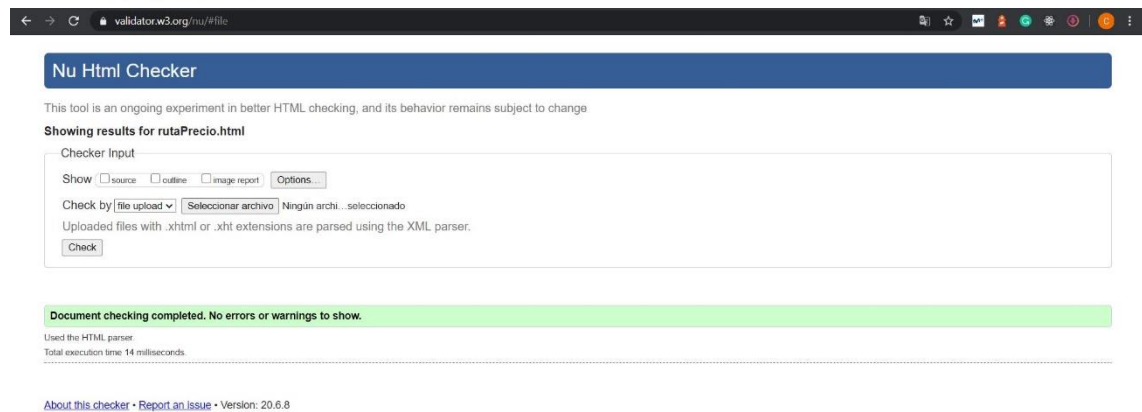 validator.w3.org/nu/#file
Nu Html Checker
This tool is an ongoing experiment in better HTML checking, and its behavior remains subject to change
Showing results for rutaPrecio.html
Checker Input
Show source outline image report Options...
Check by file upload Seleccionar archivo Ningún archi...seleccionado
Uploaded files with .xhtml or .xht extensions are parsed using the XML parser.
Check
Document checking completed. No errors or warnings to show.
Used the HTML parser.
Total execution time 14 milliseconds.
About this checker • Report an issue • Version: 20.6.8